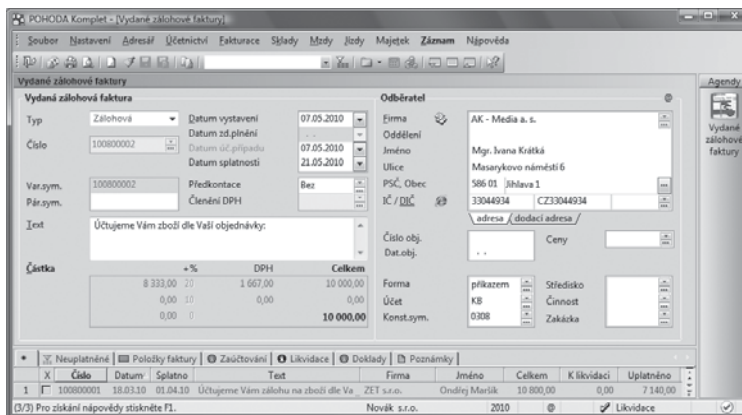 POHODA Komplet - [Vydané zálohové faktury]
Soubor Nastavení Adresář Účetnictví Fakturace Sklady Mzdy Jízdy Majetek Záznam Nápověda
Vydané zálohové faktury
Agendy
Vydané zálohové faktury
Vydaná zálohová faktura
Typ Zálohová
Číslo 100800002
Var.sym. 100800002
Pár.sym.
Datum vystavení 07.05.2010
Datum zd.plnění . .
Datum úč.případu 07.05.2010
Datum splatnosti 21.05.2010
Předkontace Bez
Členění DPH
Text Účtujeme Vám zboží dle Vaší objednávky:
Částka +% DPH Celkem
8 333,00 20 1 667,00 10 000,00
0,00 10 0,00 0,00
0,00 0 10 000,00
Odběratel
Firma AK - Media a. s.
Oddělení
Jméno Mgr. Ivana Krátká
Ulice Masarykovo náměstí 6
PSČ, Obec 586 01 Jihlava 1
IČ / DIČ 33044934 CZ33044934
adresa dodací adresa
Číslo obj. Ceny
Dat.obj. . .
Forma příkazem Středisko
Účet KB Činnost
Konst.sym. 0308 Zakázka
* Neuplatněné Položky faktury Zaúčtování Likvidace Doklady Poznámky
X Číslo Datum Splatno Text Firma Jméno Celkem K likvidaci Uplatněno
1 100800001 18.03.10 01.04.10 Účtujeme Vám zálohu na zboží dle Va ZET s.r.o. Ondřej Maršík 10 800,00 0,00 7 140,00
(3/3) Pro získání nápovědy stiskněte F1. Novák s.r.o. 2010 @ Likvidace